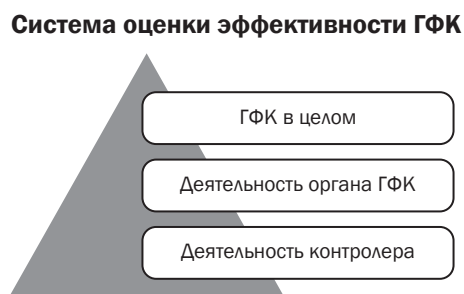 Система оценки эффективности ГФК
ГФК в целом
Деятельность органа ГФК
Деятельность контролера